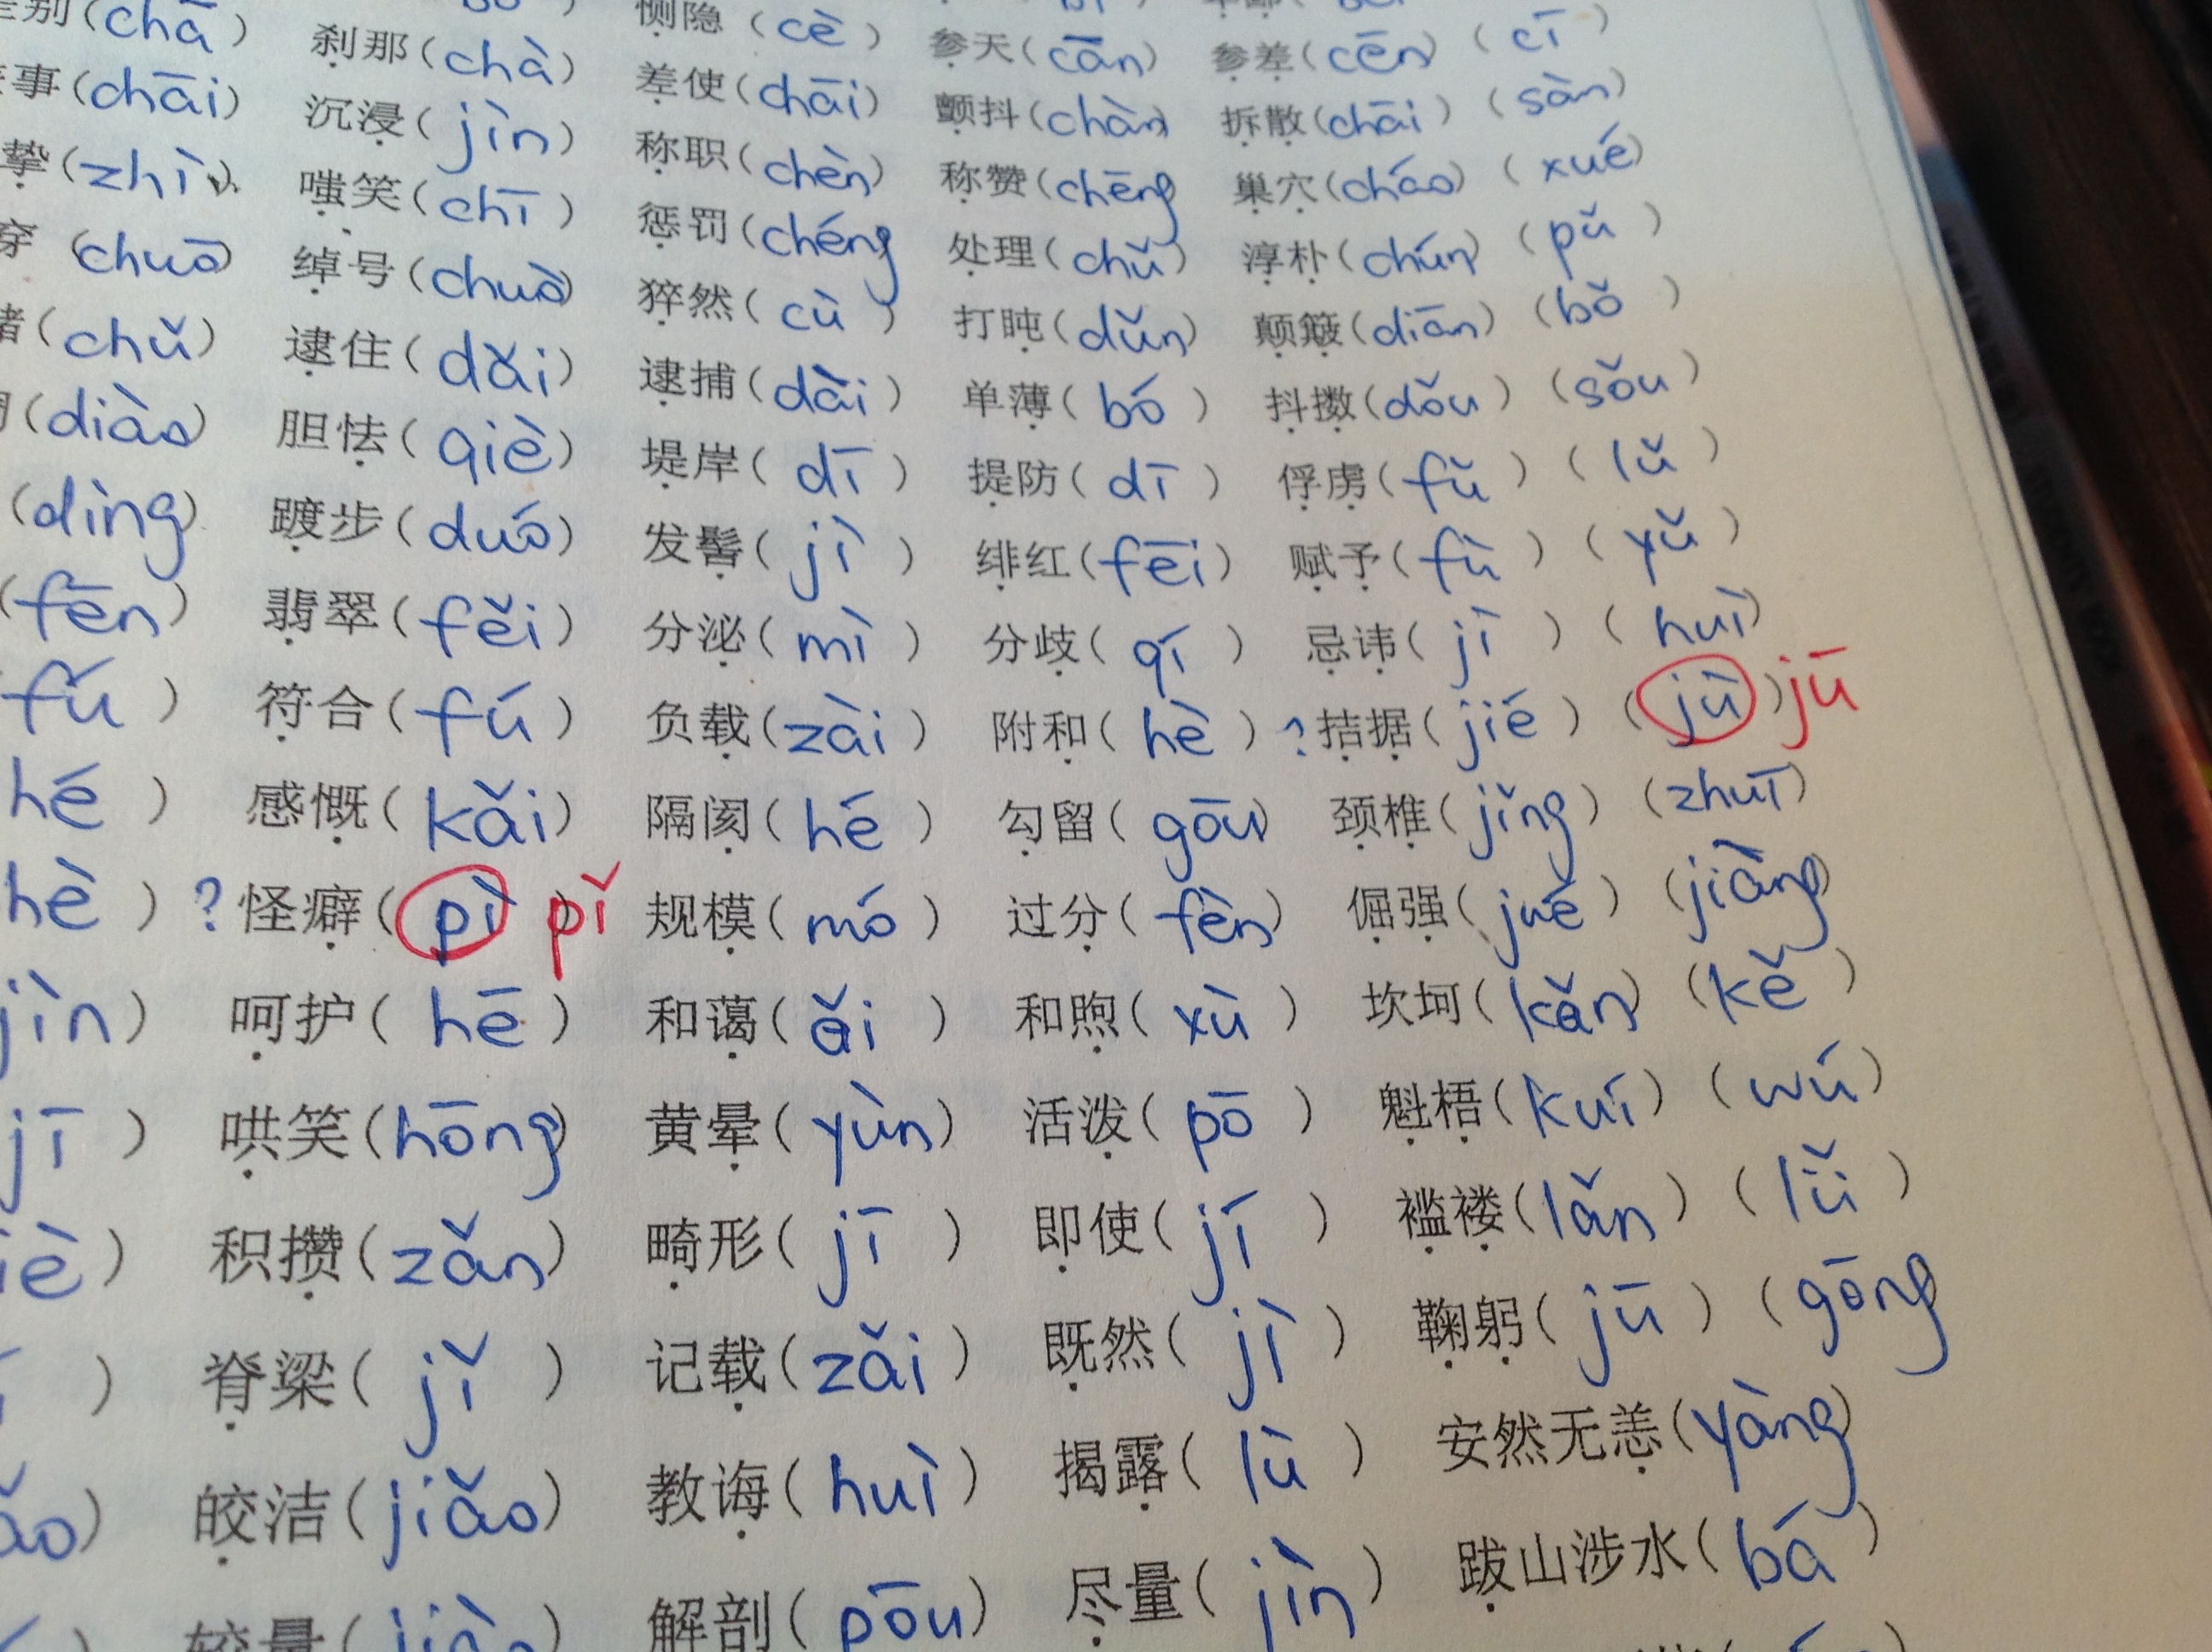 别(chā) 刹那(chà) 恻隐(cè) 参天(cān) 参差(cēn)(cī)
事(chāi) 沉浸(jìn) 差使(chāi) 颤抖(chàn) 拆散(chāi)(sàn)
挚(zhì) 嗤笑(chī) 称职(chèn) 称赞(chēng 巢穴(cháo)(xué)
穿(chuō) 绰号(chuò) 惩罚(chéng 处理(chǔ) 淳朴(chún)(pǔ)
(chǔ) 逮住(dǎi) 猝然(cù) 打盹(dǔn) 颠簸(diān)(bǒ)
(diào) 胆怯(qiè) 逮捕(dài) 单薄(bó) 抖擞(dǒu)(sǒu)
(dìng) 踱步(duó) 堤岸(dī) 提防(dī) 俘虏(fǔ)(lǔ)
(fēn) 翡翠(fěi) 发髻(jì) 绯红(fēi) 赋予(fù)(yǔ)
fú) 符合(fú) 分泌(mì) 分歧(qí) 忌讳(jì)(huì)
hé) 感慨(kǎi) 负载(zài) 附和(hè) ?拮据(jié)(jù)jū
hè) ?怪癖(pì pǐ 隔阂(hé) 勾留(gōu) 颈椎(jǐng)(zhuī)
jìn) 呵护(hē) 规模(mó) 过分(fèn) 倔强(jué)(jiàng)
jī) 哄笑(hōng) 和蔼(ǎi) 和煦(xù) 坎坷(kǎn)(kě)
iè) 积攒(zǎn) 黄晕(yùn) 活泼(pō) 魁梧(kuí)(wú)
) 脊梁(jǐ) 畸形(jī) 即使(jí) 褴褛(lǎn)(lǚ)
ǎo) 皎洁(jiǎo) 记载(zǎi) 既然(jì) 鞠躬(jū)(gōng
较量(jiào) 教诲(huì) 揭露(lù) 安然无恙(yàng)
解剖(pōu) 尽量(jìn) 跋山涉水(bá)